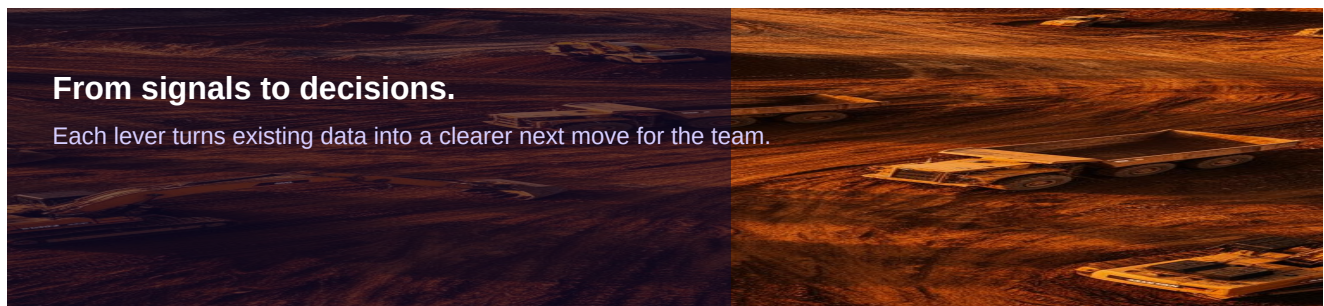 From signals to decisions.
Each lever turns existing data into a clearer next move for the team.